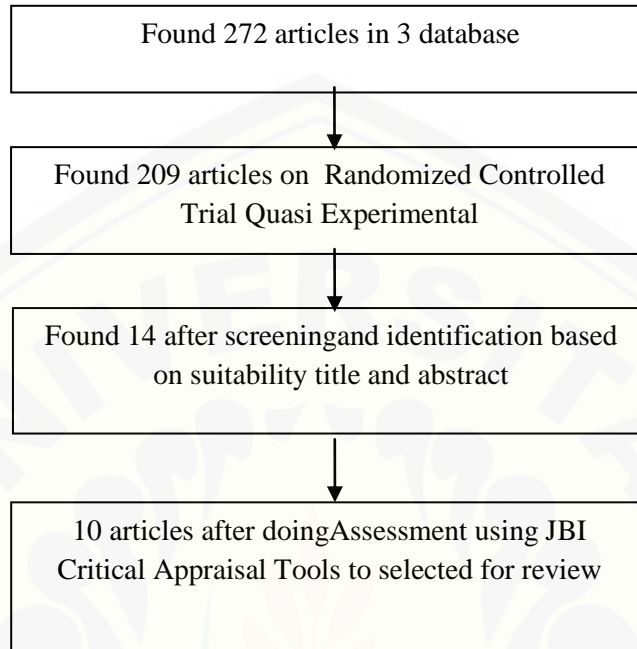 Found 272 articles in 3 database
Found 209 articles on Randomized Controlled
Trial Quasi Experimental
Found 14 after screeningand identification based
on suitability title and abstract
10 articles after doingAssessment using JBI
Critical Appraisal Tools to selected for review
UNIVERSITA